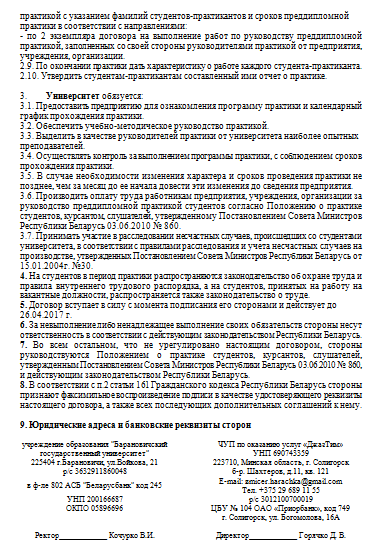 практикой с указанием фамилий студентов-практикантов и сроков преддипломной
практики в соответствии с направлениями:
- по 2 экземпляра договора на выполнение работ по руководству преддипломной
практикой, заполненных со своей стороны руководителями практикой от предприятия,
учреждения, организации.
2.9. По окончании практики дать характеристику о работе каждого студента-практиканта.
2.10. Утвердить студентам-практикантам составленный ими отчет о практике.
3. Университет обязуется:
3.1. Предоставить предприятию для ознакомления программу практики и календарный
график прохождения практики.
3.2. Обеспечить учебно-методическое руководство практикой.
3.3. Выделить в качестве руководителей практики от университета наиболее опытных
преподавателей.
3.4. Осуществлять контроль за выполнением программы практики, с соблюдением сроков
прохождения практики.
3.5. В случае необходимости изменения характера и сроков проведения практики не
позднее, чем за месяц до ее начала довести эти изменения до сведения предприятия.
3.6. Производить оплату труда работникам предприятия, учреждения, организации за
руководство преддипломной практикой студентов согласно Положению о практике
студентов, курсантом, слушателей, утвержденному Постановлением Совета Министров
Республики Беларусь 03.06.2010 № 860.
3.7. Принимать участие в расследовании несчастных случаев, происшедших со студентами
университета, в соответствии с правилами расследования и учета несчастных случаев на
производстве, утвержденных Постановлением Совета Министров Республики Беларусь от
15.01.2004г. №30.
4. На студентов в период практики распространяются законодательство об охране труда и
правила внутреннего трудового распорядка, а на студентов, принятых на работу на
вакантные должности, распространяется также законодательство о труде.
5. Договор вступает в силу с момента подписания его сторонами и действует до
26.04.2017 г.
6. За невыполнение либо ненадлежащее выполнение своих обязательств стороны несут
ответственность в соответствии с действующим законодательством Республики Беларусь.
7. Во всем остальном, что не урегулировано настоящим договором, стороны
руководствуются Положением о практике студентов, курсантов, слушателей,
утвержденным Постановлением Совета Министров Республики Беларусь 03.06.2010 № 860,
и действующим законодательством Республики Беларусь.
8. В соответствии с п.2 статьи 161 Гражданского кодекса Республики Беларусь стороны
признают факсимильное воспроизведение подписи в качестве удостоверяющего реквизиты
настоящего договора, а также всех последующих дополнительных соглашений к нему.
9. Юридические адреса и банковские реквизиты сторон
учреждение образования "Барановичский
государственный университет"
225404 г.Барановичи, ул.Войкова, 21
р/с 3632911860048
в ф-ле 802 АСБ "Беларусбанк" код 245
УНП 200166687
ОКПО 05896696
Ректор Кочурко В.И.
ЧУП по оказанию услуг «ДжазТим»
УНП 690743359
223710, Минская область, г. Солигорск
б-р. Шахтеров, д.11, кв. 121
E-mail: zmicer.harachka@gmail.com
Тел. +375 29 689 11 55
р/с 3012100700019
ЦБУ № 104 ОАО «Приорбанк», код 749
г. Солигорск, ул. Богомолова, 16А
Директор Горячко Д. В.